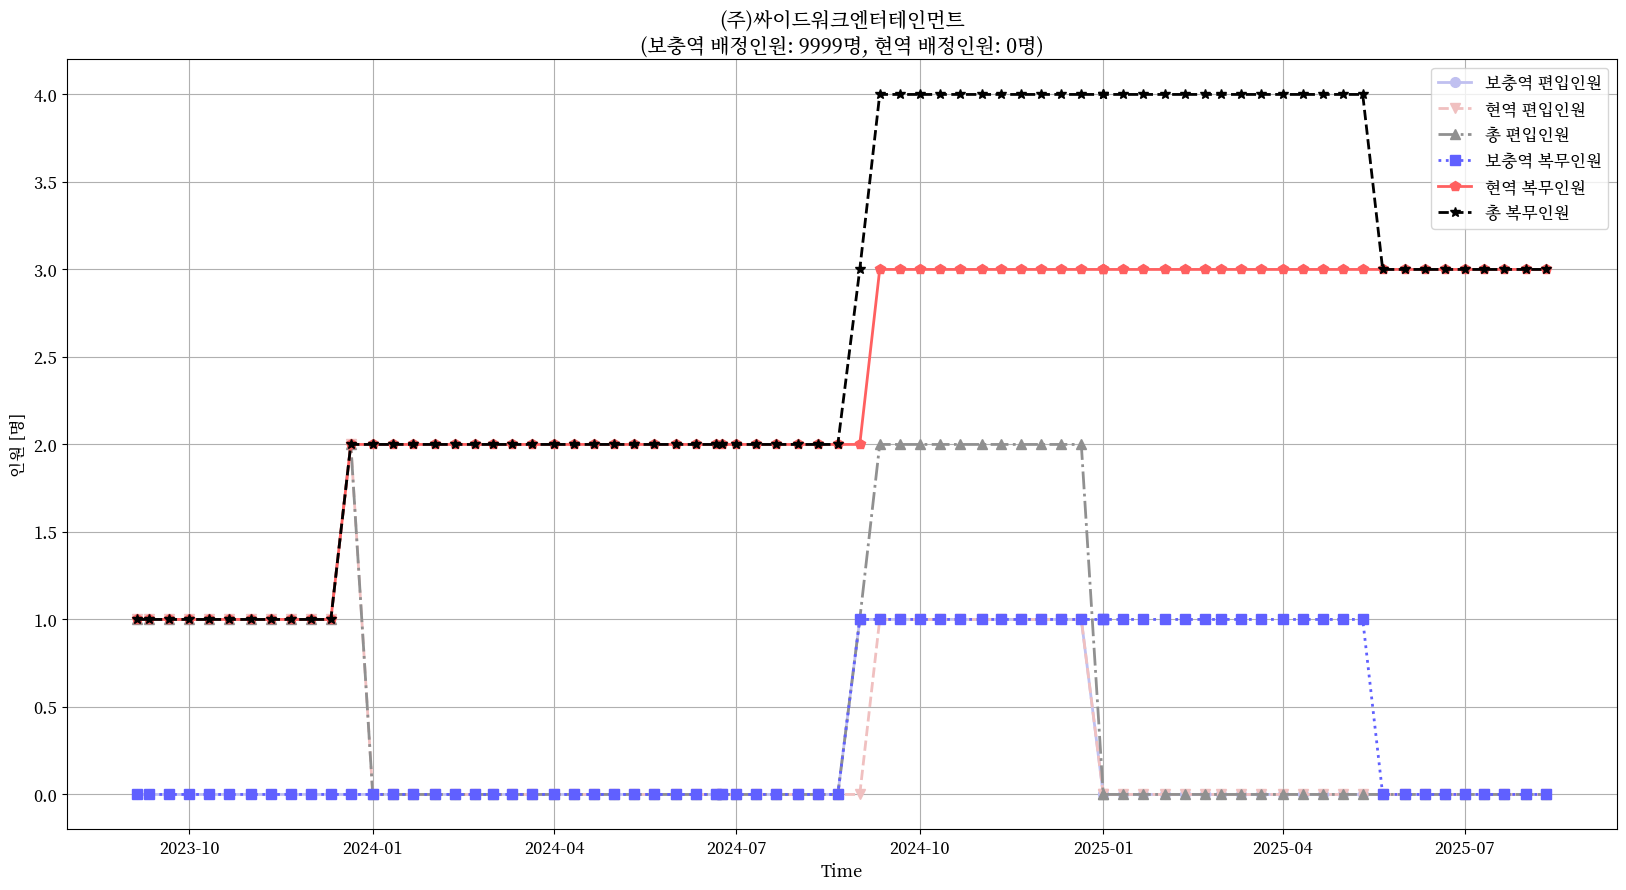 (주)싸이드워크엔터테인먼트
(보충역 배정인원: 9999명, 현역 배정인원: 0명)
보충역 편입인원
현역 편입인원
총 편입인원
보충역 복무인원
현역 복무인원
총 복무인원
4.0
3.5
3.0
2.5
2.0
1.5
1.0
0.5
0.0
인원 [명]
2023-10 2024-01 2024-04 2024-07 2024-10 2025-01 2025-04 2025-07
Time